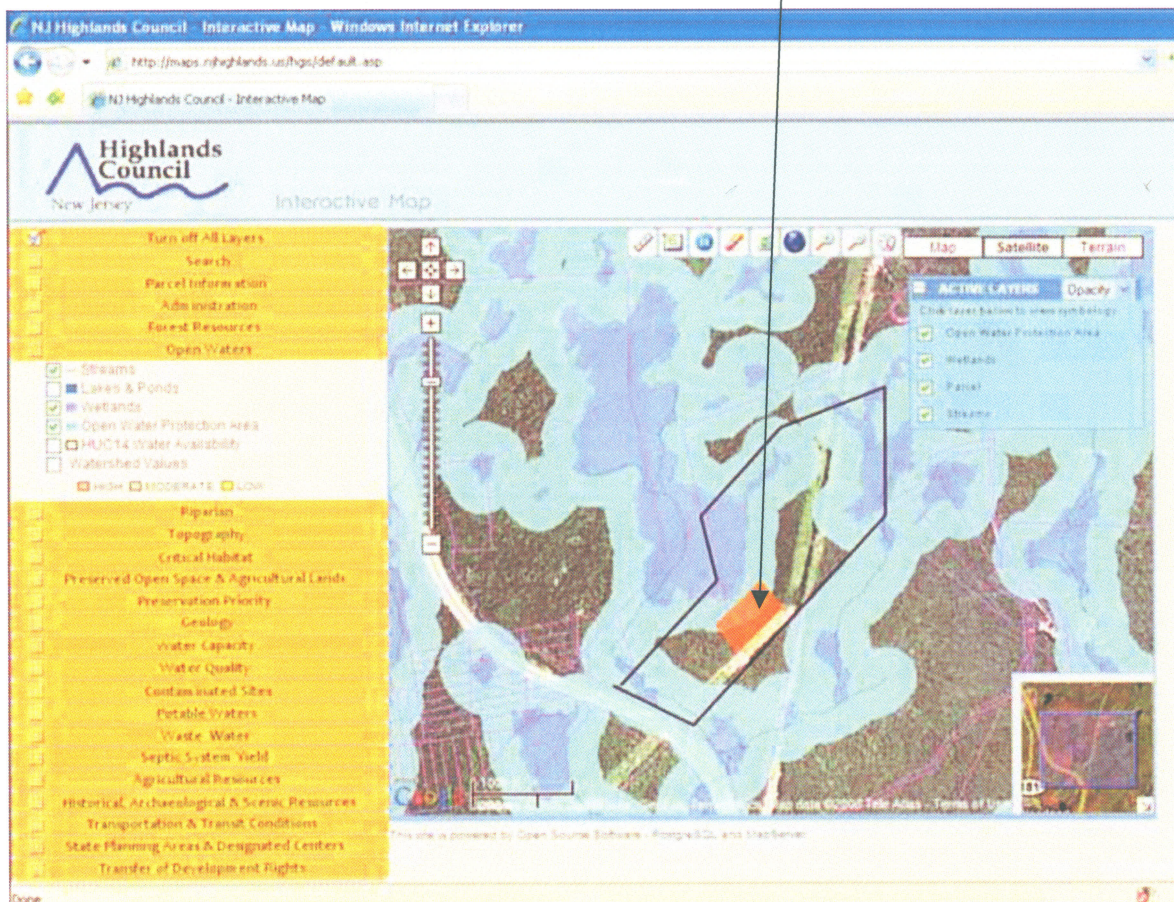 NJ Highlands Council - Interactive Map - Windows Internet Explorer
http://maps.njhighlands.us/hgis/default.asp
NJ Highlands Council - Interactive Map
Highlands
Council
New Jersey
Interactive Map
Turn off All Layers
Search
Parcel Information
Administration
Forest Resources
Open Waters
Streams
Lakes & Ponds
Wetlands
Open Water Protection Area
HUC14 Water Availability
Watershed Values
HIGH MODERATE LOW
Riparian
Topography
Critical Habitat
Preserved Open Space & Agricultural Lands
Preservation Priority
Geology
Water Capacity
Water Quality
Contaminated Sites
Potable Waters
Waste Water
Septic System Yield
Agricultural Resources
Historical, Archaeological & Scenic Resources
Transportation & Transit Conditions
State Planning Areas & Designated Centers
Transfer of Development Rights
Map Satellite Terrain
ACTIVE LAYERS Opacity
Click layer below to view symbology
Open Water Protection Area
Wetlands
Parcel
Streams
181
Tele Atlas - Terms of
This site is powered by Open Source Software - PostgreSQL and MapServer
Done